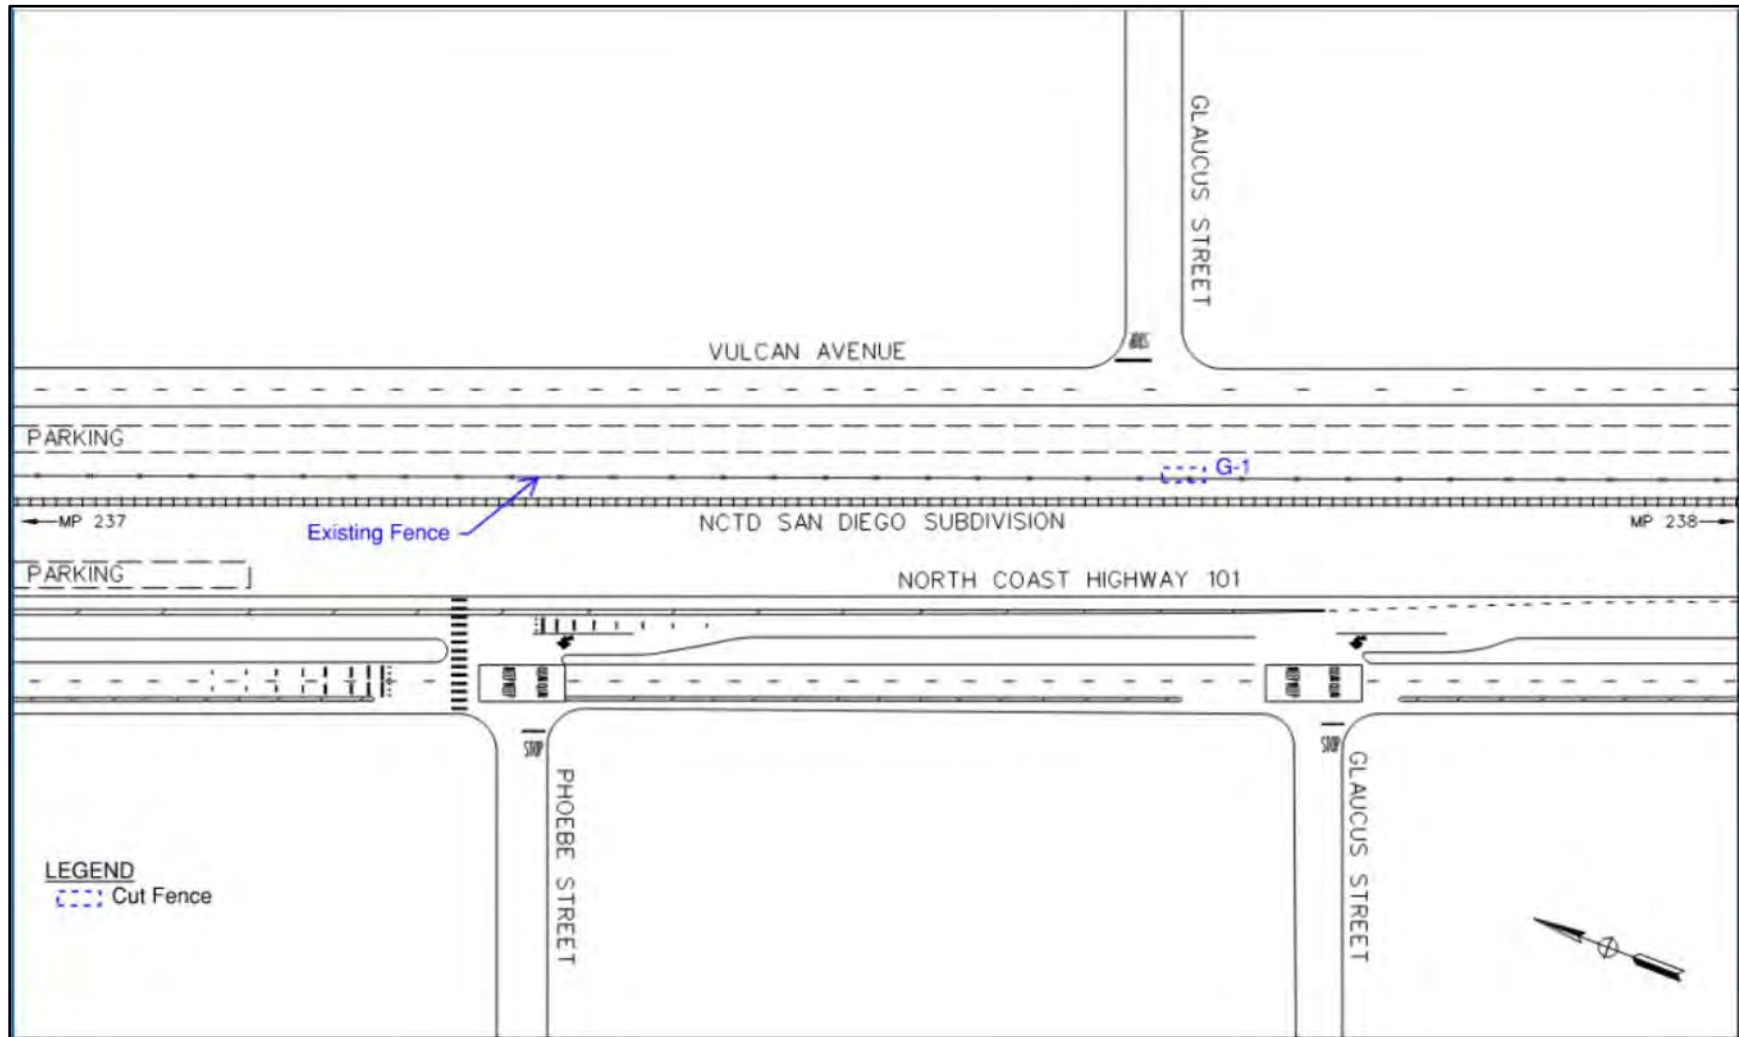 GLAUCUS STREET
VULCAN AVENUE
PARKING
G-1
MP 237
Existing Fence
NCTD SAN DIEGO SUBDIVISION
MP 238
PARKING
NORTH COAST HIGHWAY 101
STOP
STOP
PHOEBE STREET
GLAUCUS STREET
LEGEND
Cut Fence